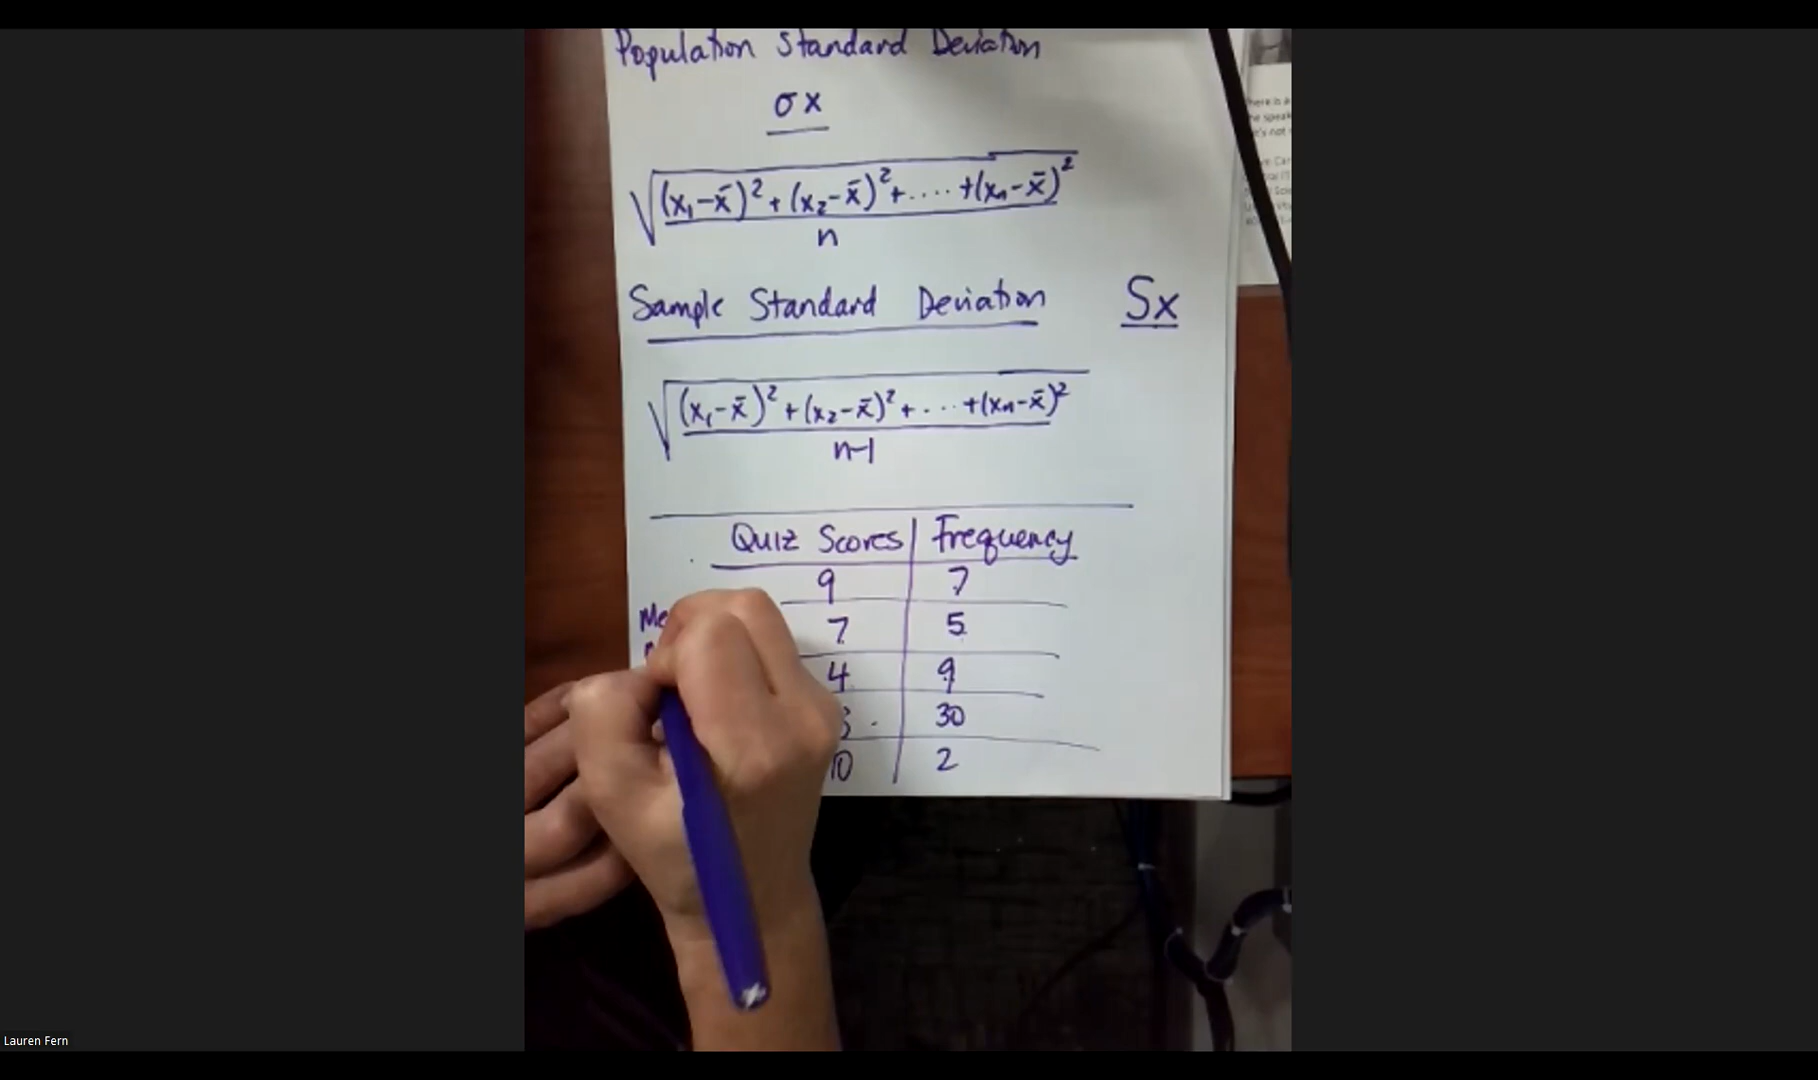 Population Standard Deviation
σx
√((x₁-x̄)²+(x₂-x̄)²+....+(xₙ-x̄)²
n
Sample Standard Deviation Sx
√((x₁-x̄)²+(x₂-x̄)²+....+(xₙ-x̄)²
n-1
Quiz Scores Frequency
9 7
Me 7 5
4 9
30
10 2
Lauren Fern